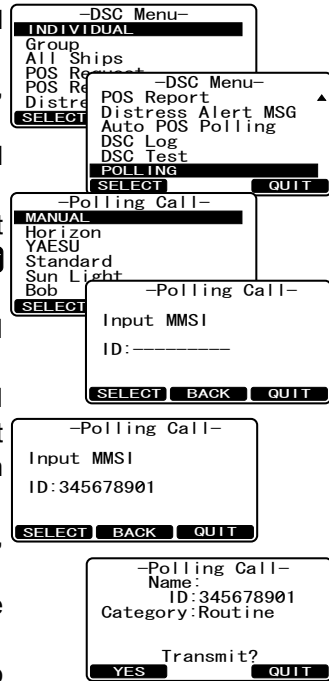 -DSC Menu-
INDIVIDUAL
Group
All Ships
POS Request
POS Re
Distre
SELECT
-DSC Menu-
POS Report
Distress Alert MSG
Auto POS Polling
DSC Log
DSC Test
POLLING
SELECT QUIT
-Polling Call-
MANUAL
Horizon
YAESU
Standard
Sun Light
Bob
SELECT
-Polling Call-
Input MMSI
ID:---------
SELECT BACK QUIT
-Polling Call-
Input MMSI
ID:345678901
SELECT BACK QUIT
-Polling Call-
Name:
ID:345678901
Category:Routine
Transmit?
YES QUIT